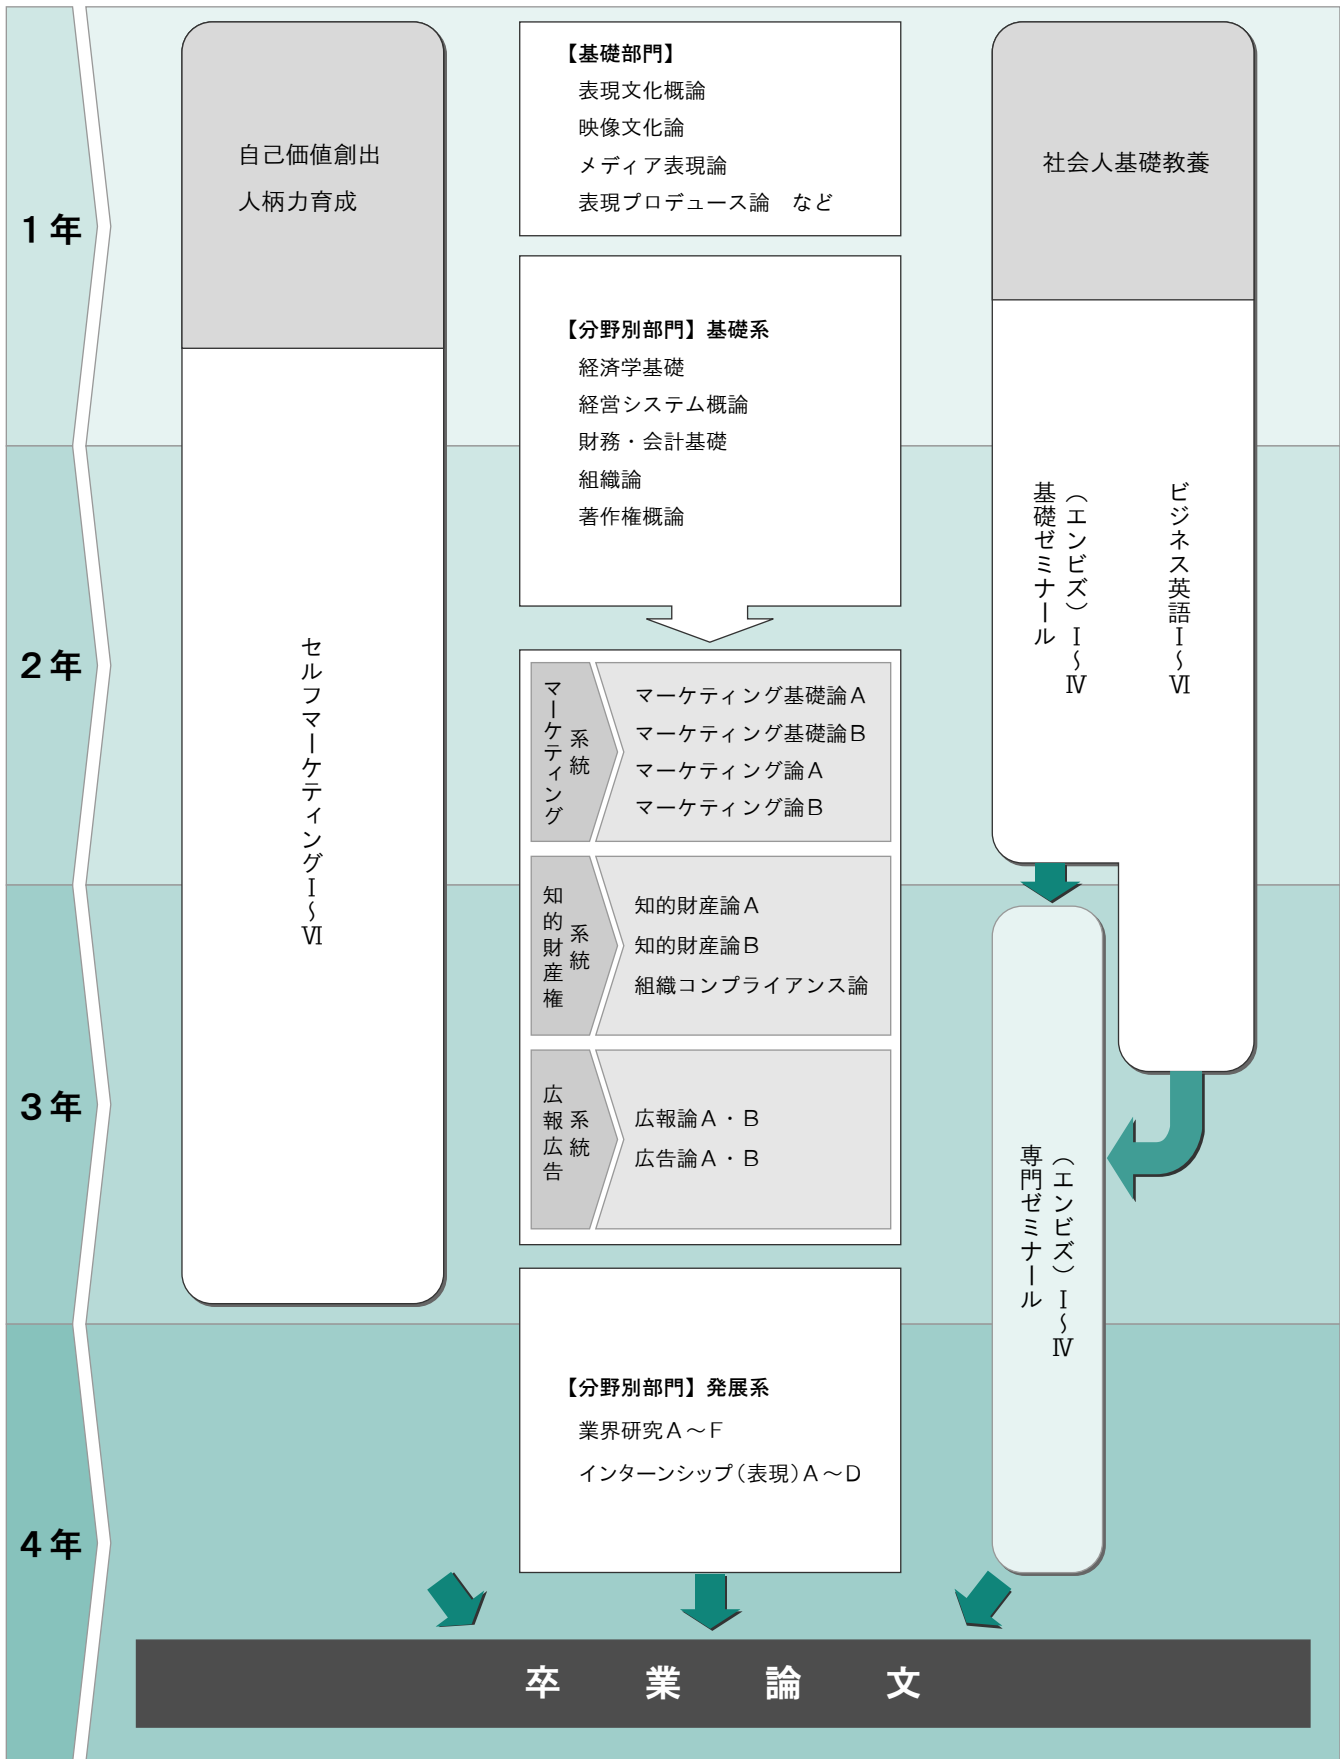 1年
自己価値創出
人柄力育成
【基礎部門】
表現文化概論
映像文化論
メディア表現論
表現プロデュース論　など
社会人基礎教養
【分野別部門】基礎系
経済学基礎
経営システム概論
財務・会計基礎
組織論
著作権概論
2年
セルフマーケティングⅠ～Ⅵ
ビジネス英語Ⅰ～Ⅵ
基礎ゼミナール
（エンビズ）Ⅰ～Ⅳ
マーケティング
系統
マーケティング基礎論A
マーケティング基礎論B
マーケティング論A
マーケティング論B
3年
知的財産権
系統
知的財産論A
知的財産論B
組織コンプライアンス論
広報広告
系統
広報論A・B
広告論A・B
専門ゼミナール
（エンビズ）Ⅰ～Ⅳ
4年
【分野別部門】発展系
業界研究A～F
インターンシップ（表現）A～D
卒業論文